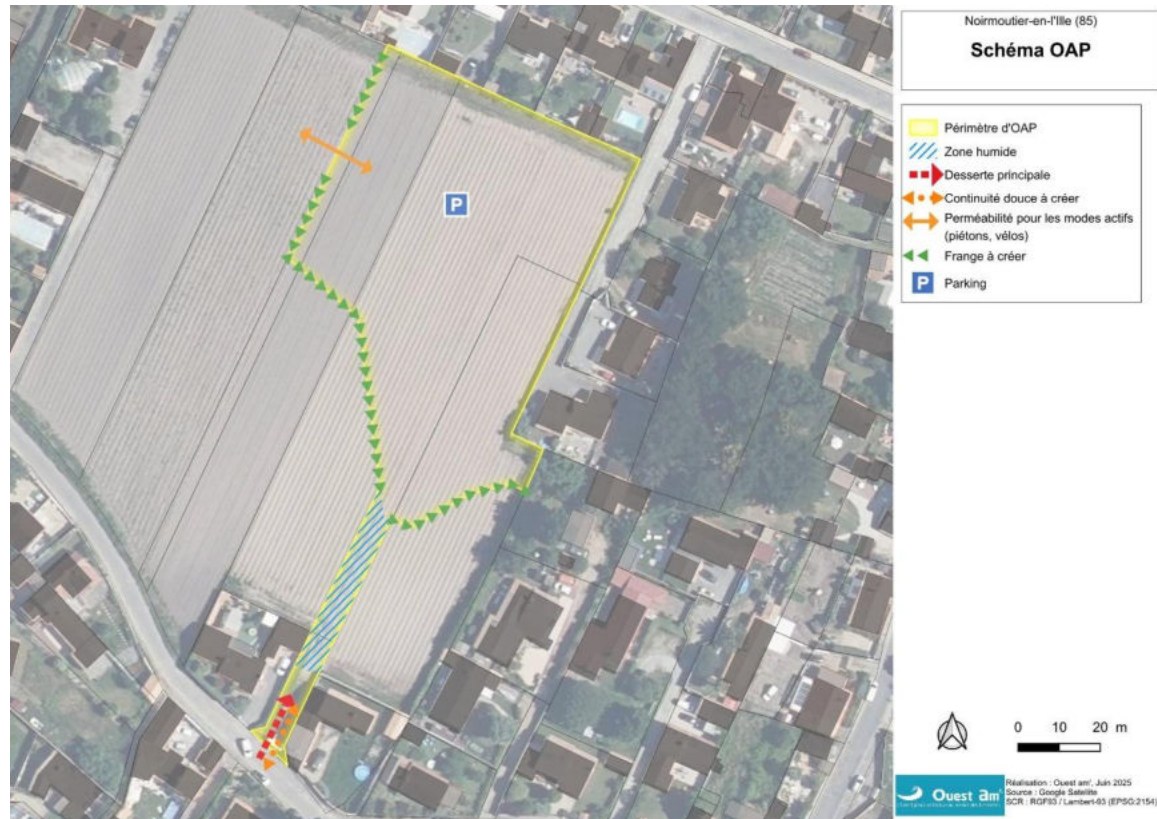 Noirmoutier-en-l'Ille (85)
Schéma OAP
Périmètre d'OAP
Zone humide
Desserte principale
Continuité douce à créer
Perméabilité pour les modes actifs
(piétons, vélos)
Frange à créer
P Parking
P
0 10 20 m
Ouest am'
Réalisation : Ouest am', Juin 2025
Source : Google Satellite
SCR : RGF93 / Lambert-93 (EPSG:2154)